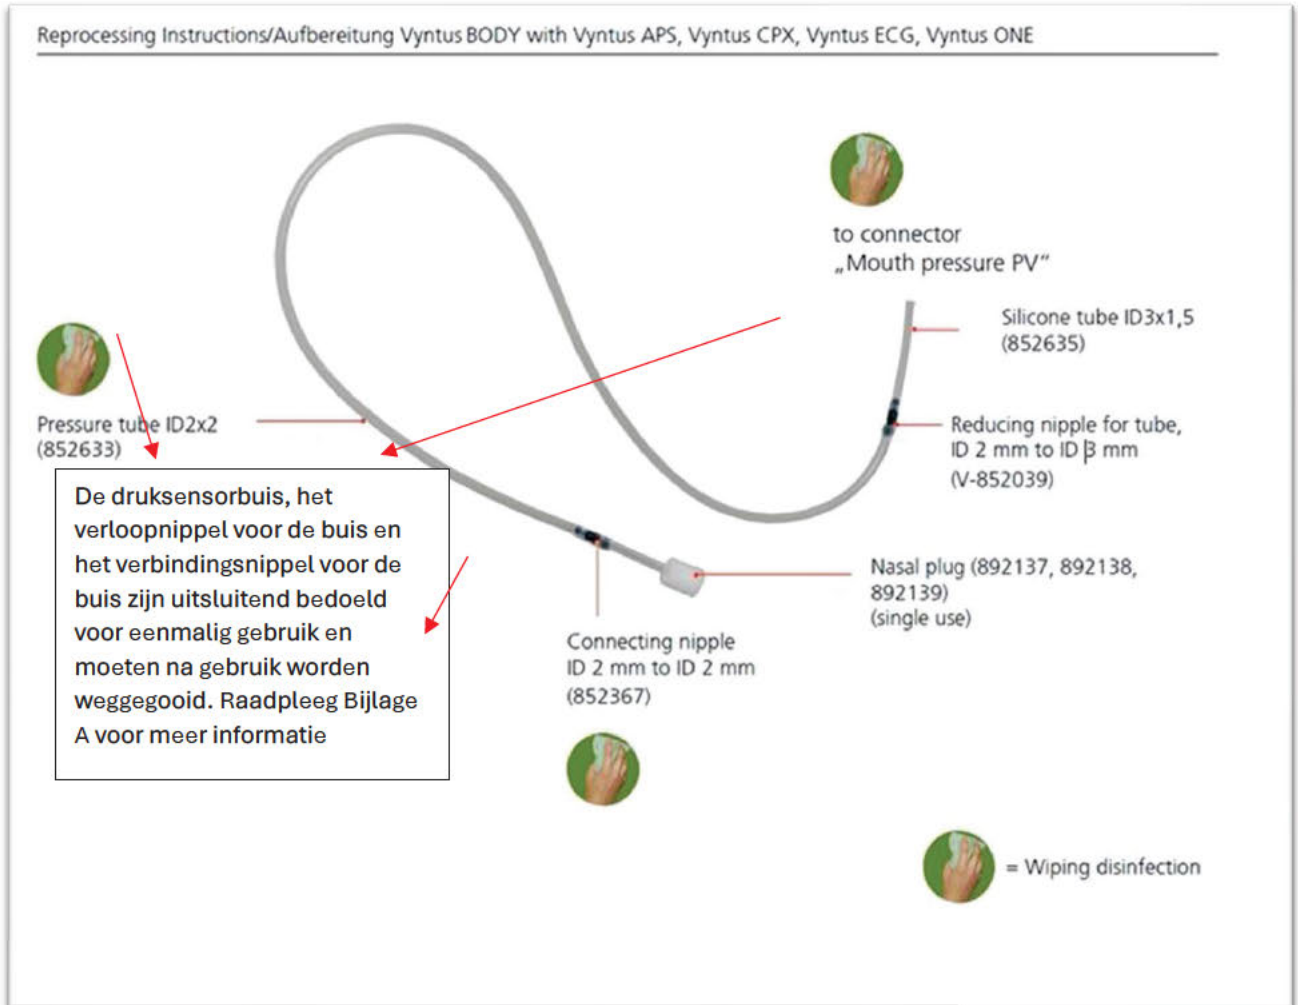 Reprocessing Instructions/Aufbereitung Vyntus BODY with Vyntus APS, Vyntus CPX, Vyntus ECG, Vyntus ONE
to connector
„Mouth pressure PV“
Silicone tube ID3x1,5
(852635)
Pressure tube ID2x2
(852633)
Reducing nipple for tube,
ID 2 mm to ID 3 mm
(V-852039)
De druksensorbuis, het
verloopnippel voor de buis en
het verbindingsnippel voor de
buis zijn uitsluitend bedoeld
voor eenmalig gebruik en
moeten na gebruik worden
weggegooid. Raadpleeg Bijlage
A voor meer informatie
Nasal plug (892137, 892138,
892139)
(single use)
Connecting nipple
ID 2 mm to ID 2 mm
(852367)
= Wiping disinfection